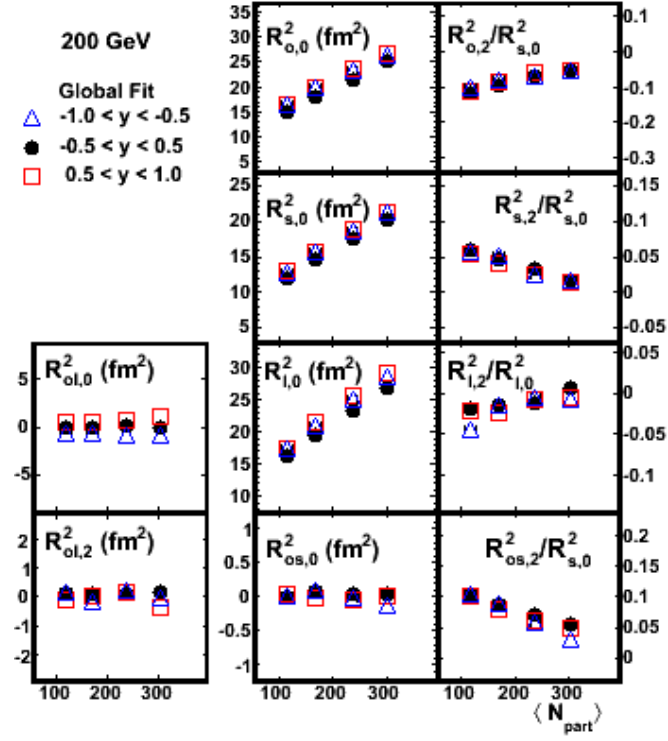 200 GeV
Global Fit
-1.0 < y < -0.5
-0.5 < y < 0.5
0.5 < y < 1.0
R²o,0 (fm²)
35
30
25
20
15
10
5
R²o,2/R²s,0
0.1
0
-0.1
-0.2
-0.3
R²s,0 (fm²)
25
20
15
10
5
R²s,2/R²s,0
0.15
0.1
0.05
0
-0.05
R²ol,0 (fm²)
5
0
-5
R²l,0 (fm²)
30
25
20
15
10
R²l,2/R²l,0
0.05
0
-0.05
-0.1
R²ol,2 (fm²)
2
1
0
-1
-2
R²os,0 (fm²)
1
0.5
0
-0.5
-1
R²os,2/R²s,0
0.2
0.15
0.1
0.05
0
100 200 300
100 200 300
100 200 300
⟨ Npart ⟩